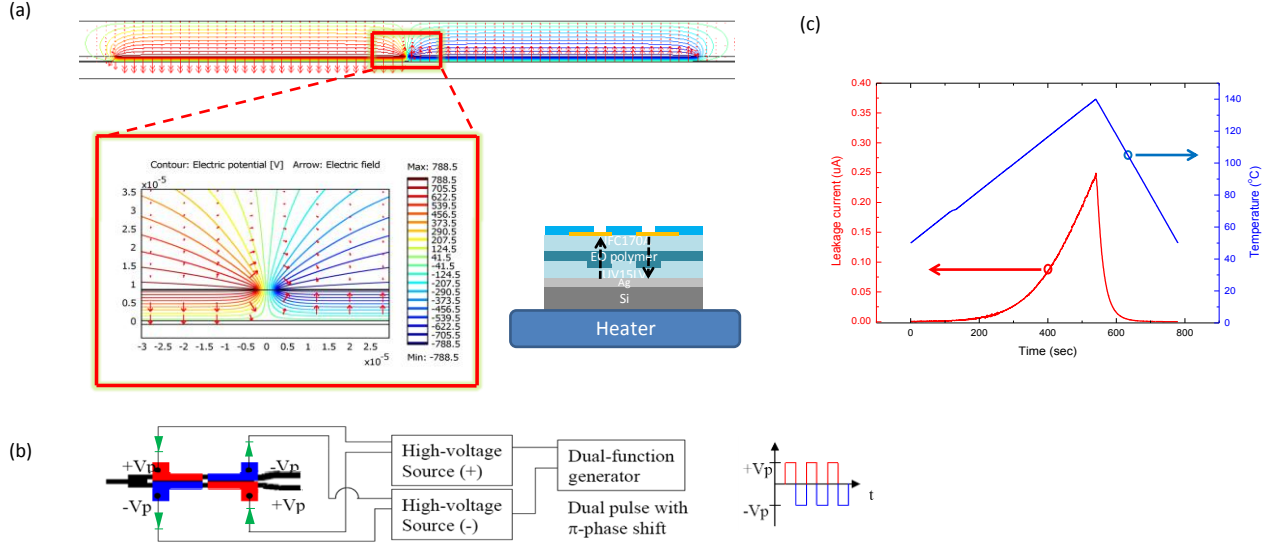 (a)
Contour: Electric potential [V]   Arrow: Electric field
Max: 788.5
x10⁻⁵
3.5
3
2.5
2
1.5
1
0.5
0
-3 -2.5 -2 -1.5 -1 -0.5 0 0.5 1 1.5 2 2.5
x10⁻⁵
788.5
705.5
622.5
539.5
456.5
373.5
290.5
207.5
124.5
41.5
-41.5
-124.5
-207.5
-290.5
-373.5
-456.5
-539.5
-622.5
-705.5
-788.5
Min: -788.5
EO polymer
Ag
Si
Heater
(c)
0.40
0.35
0.30
0.25
0.20
0.15
0.10
0.05
0.00
Leakage current (uA)
0 200 400 600 800
Time (sec)
140
120
100
80
60
40
20
0
Temperature (°C)
(b)
+Vp
-Vp
-Vp
+Vp
High-voltage
Source (+)
High-voltage
Source (-)
Dual-function
generator
Dual pulse with
π-phase shift
+Vp
-Vp
t